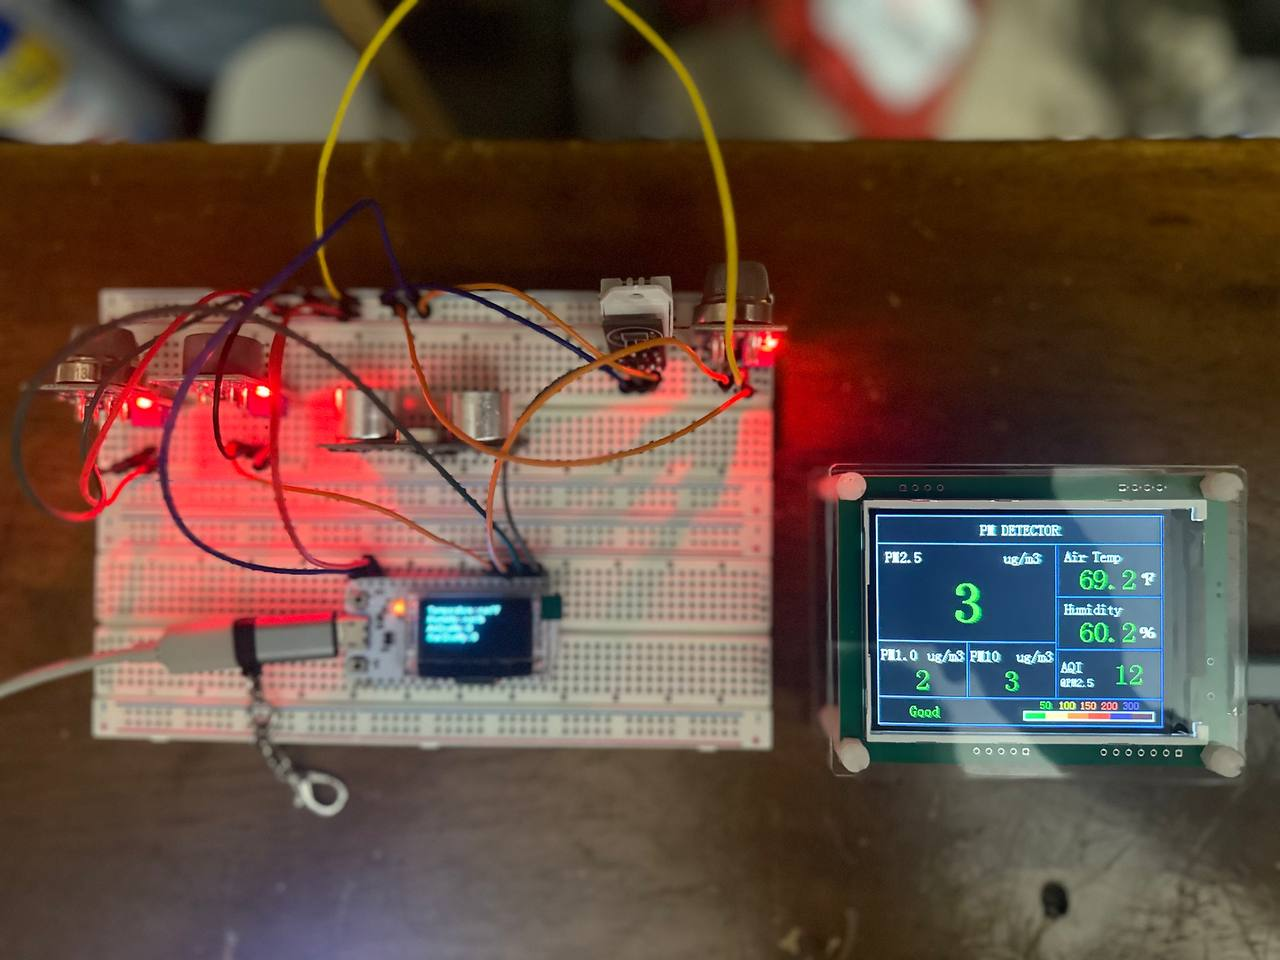 PM DETECTOR
PM2.5 ug/m3
3
Air Temp
69.2 ℉
Humidity
60.2%
PM1.0 ug/m3
2
PM10 ug/m3
3
AQI
@PM2.5
12
Good
50 100 150 200 300